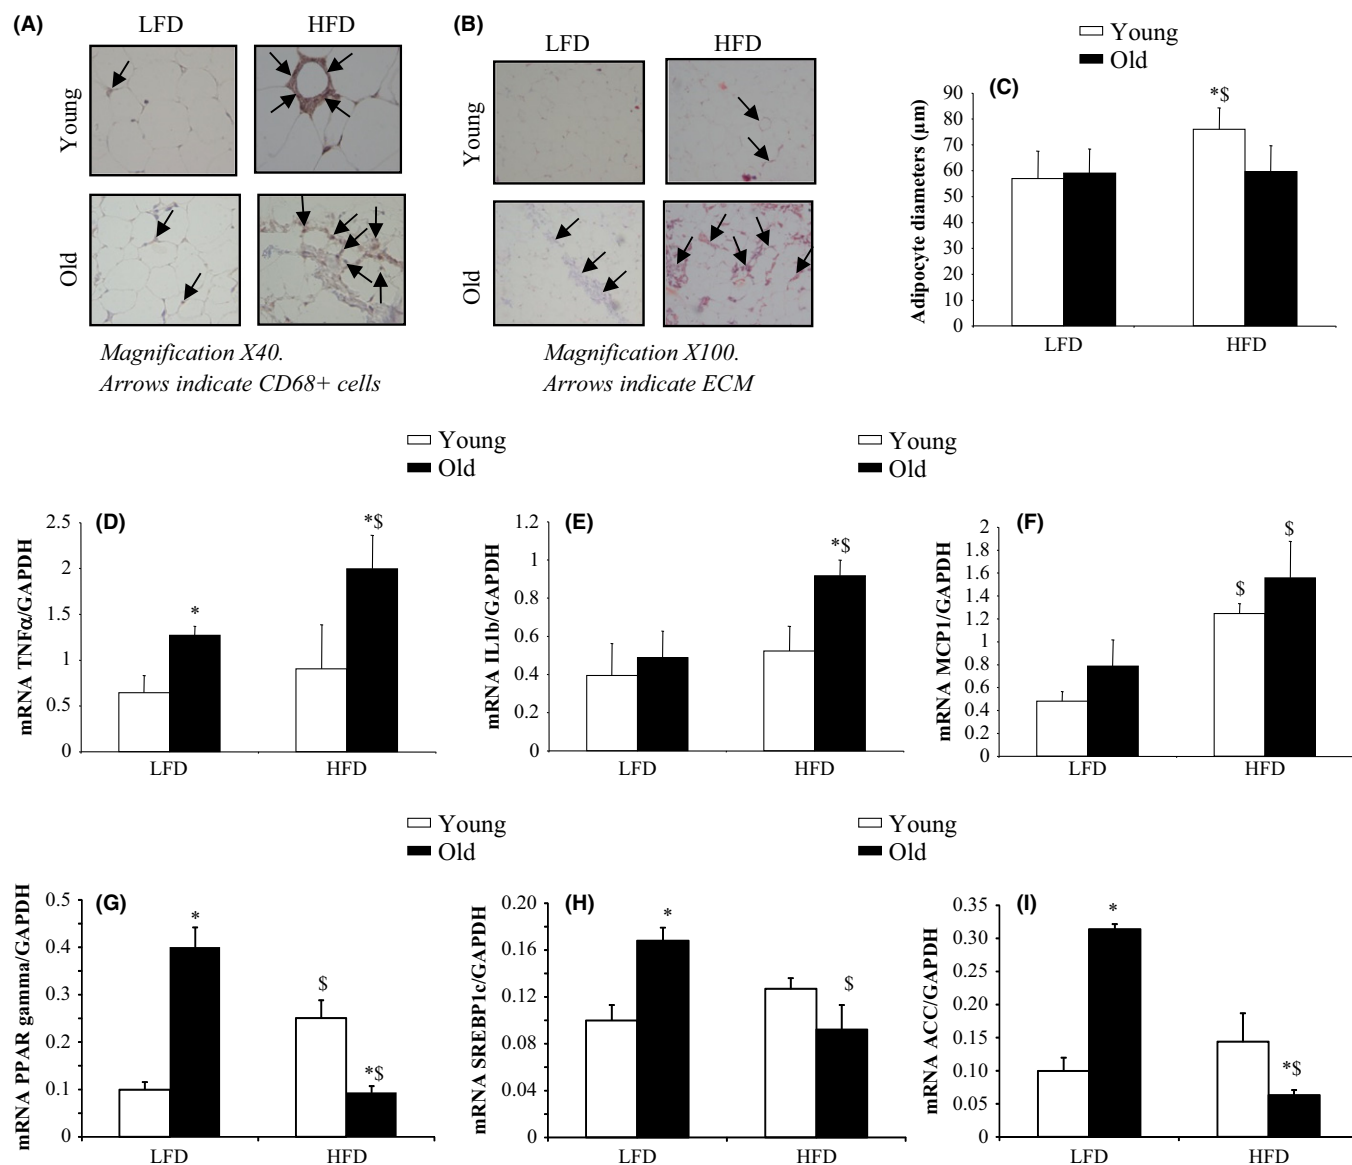 (A)
LFD
HFD
Young
Old
Magnification X40.
Arrows indicate CD68+ cells
(B)
LFD
HFD
Young
Old
Magnification X100.
Arrows indicate ECM
Young
Old
(C)
Adipocyte diameters (µm)
90
80
70
60
50
40
30
20
10
0
*$
LFD
HFD
Young
Old
Young
Old
(D)
mRNA TNFα/GAPDH
2.5
2
1.5
1
0.5
0
*
*$
LFD
HFD
(E)
mRNA IL1b/GAPDH
1.2
1
0.8
0.6
0.4
0.2
0
*$
LFD
HFD
(F)
mRNA MCP1/GAPDH
2
1.8
1.6
1.4
1.2
1
0.8
0.6
0.4
0.2
0
$
$
LFD
HFD
Young
Old
Young
Old
(G)
mRNA PPAR gamma/GAPDH
0.5
0.4
0.3
0.2
0.1
0
*
$
*$
LFD
HFD
(H)
mRNA SREBP1c/GAPDH
0.20
0.16
0.12
0.08
0.04
0
*
$
LFD
HFD
(I)
mRNA ACC/GAPDH
0.35
0.30
0.25
0.20
0.15
0.10
0.05
0
*
*$
LFD
HFD